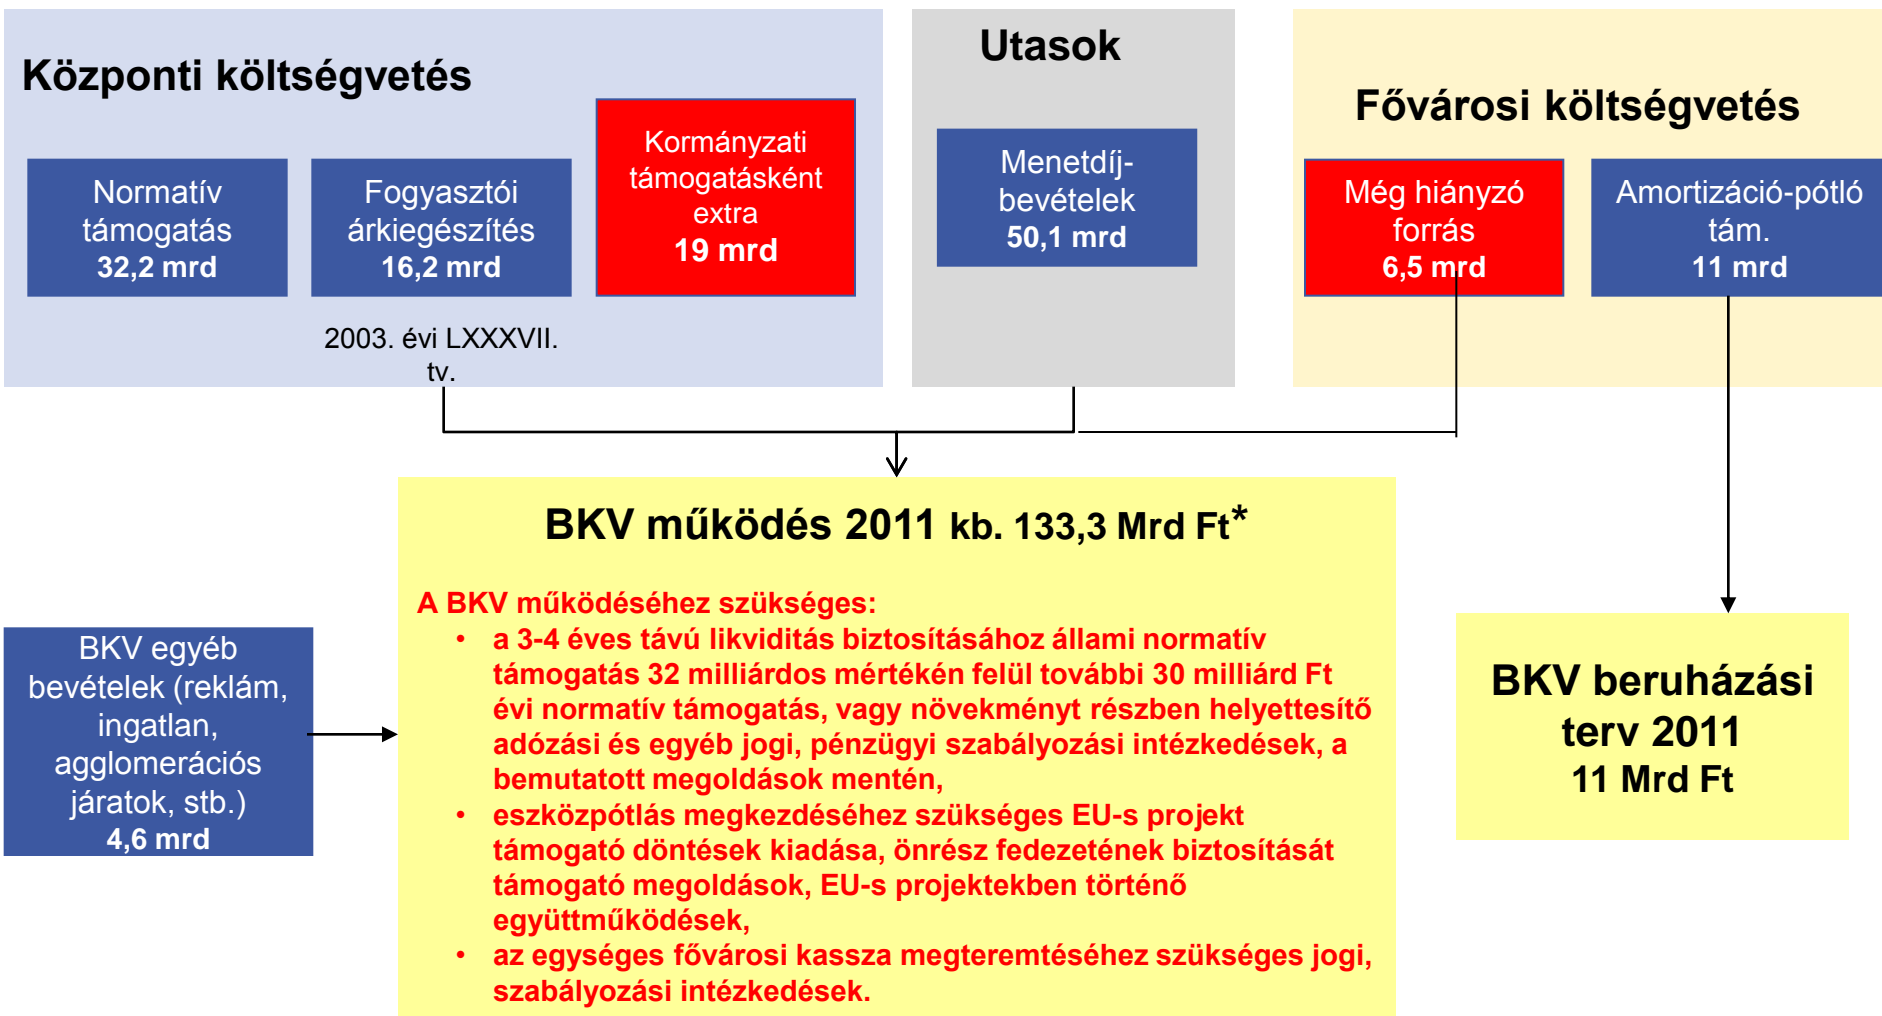 Központi költségvetés
Normatív
támogatás
32,2 mrd
Fogyasztói
árkiegészítés
16,2 mrd
Kormányzati
támogatásként
extra
19 mrd
2003. évi LXXXVII.
tv.
Utasok
Menetdíj-
bevételek
50,1 mrd
Fővárosi költségvetés
Még hiányzó
forrás
6,5 mrd
Amortizáció-pótló
tám.
11 mrd
BKV működés 2011 kb. 133,3 Mrd Ft*
A BKV működéséhez szükséges:
• a 3-4 éves távú likviditás biztosításához állami normatív
támogatás 32 milliárdos mértékén felül további 30 milliárd Ft
évi normatív támogatás, vagy növekményt részben helyettesítő
adózási és egyéb jogi, pénzügyi szabályozási intézkedések, a
bemutatott megoldások mentén,
• eszközpótlás megkezdéséhez szükséges EU-s projekt
támogató döntések kiadása, önrész fedezetének biztosítását
támogató megoldások, EU-s projektekben történő
együttműködések,
• az egységes fővárosi kassza megteremtéséhez szükséges jogi,
szabályozási intézkedések.
BKV egyéb
bevételek (reklám,
ingatlan,
agglomerációs
járatok, stb.)
4,6 mrd
BKV beruházási
terv 2011
11 Mrd Ft